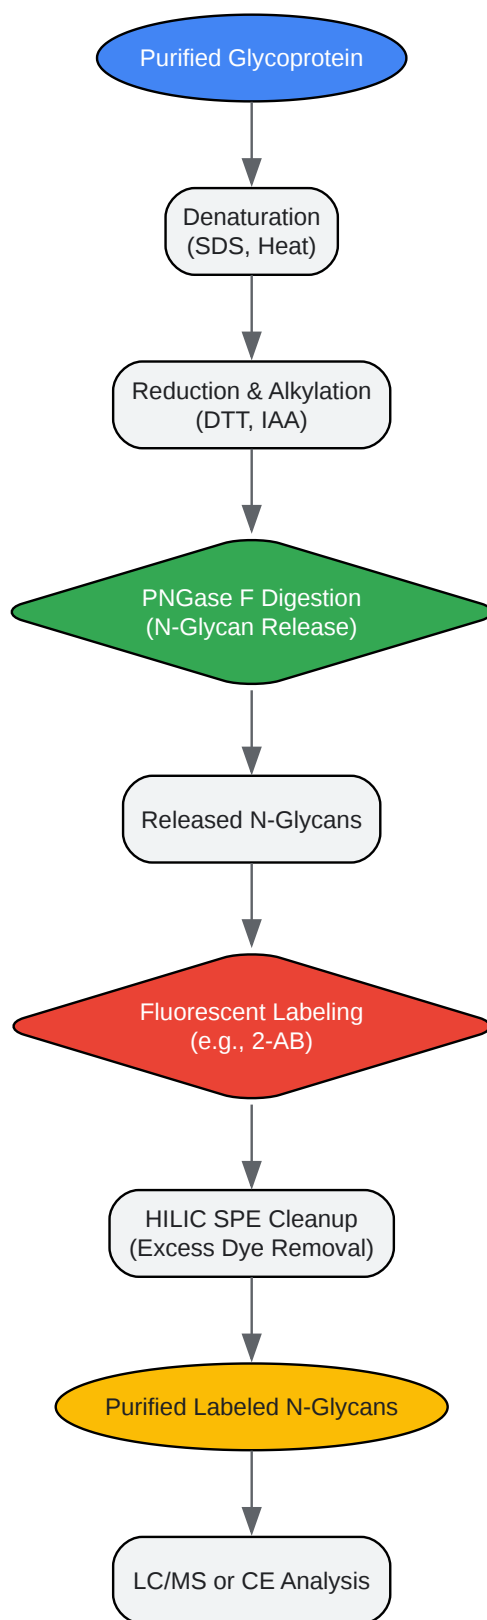 Purified Glycoprotein
Denaturation
(SDS, Heat)
Reduction & Alkylation
(DTT, IAA)
PNGase F Digestion
(N-Glycan Release)
Released N-Glycans
Fluorescent Labeling
(e.g., 2-AB)
HILIC SPE Cleanup
(Excess Dye Removal)
Purified Labeled N-Glycans
LC/MS or CE Analysis